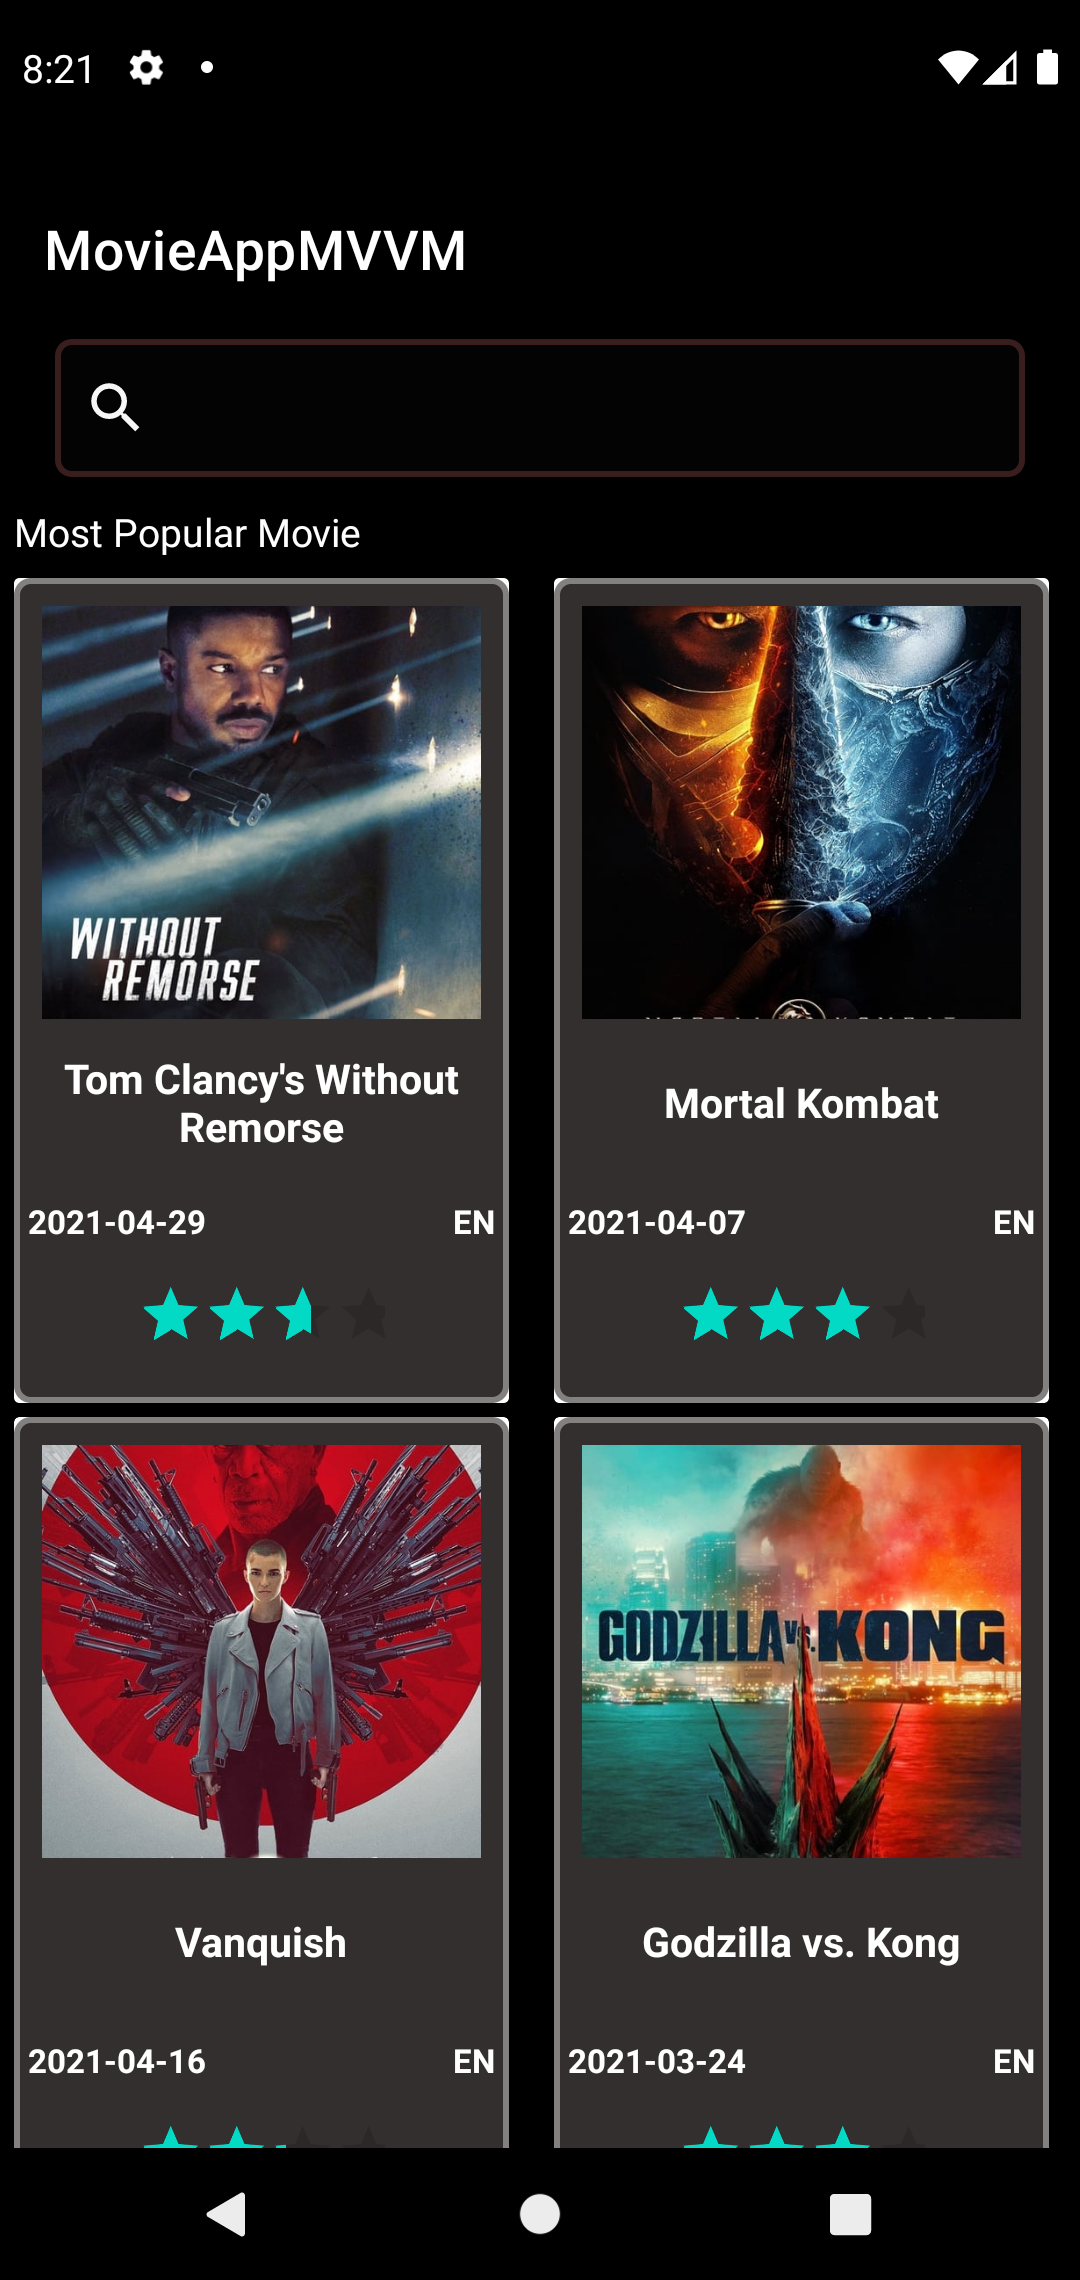 8:21
MovieAppMVVM
Most Popular Movie
WITHOUT
REMORSE
Tom Clancy's Without
Remorse
2021-04-29 EN
Mortal Kombat
2021-04-07 EN
Vanquish
2021-04-16 EN
GODZILLA VS. KONG
Godzilla vs. Kong
2021-03-24 EN